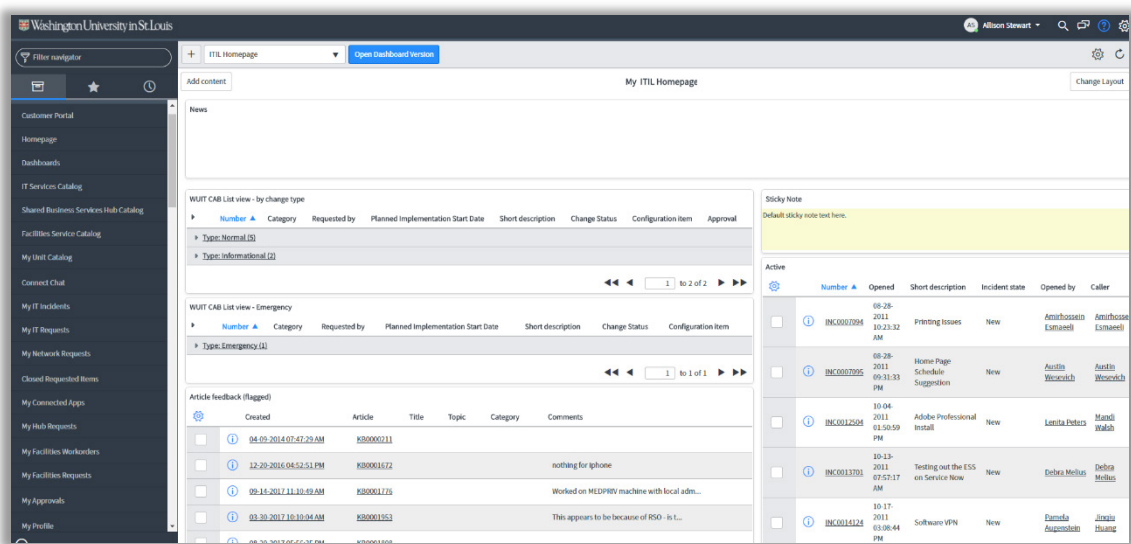 Washington University in St. Louis
AS Allison Stewart
Filter navigator
ITIL Homepage
Open Dashboard Version
Add content
My ITIL Homepage
Change Layout
Customer Portal
Homepage
Dashboards
IT Services Catalog
Shared Business Services Hub Catalog
Facilities Service Catalog
My Unit Catalog
Connect Chat
My IT Incidents
My IT Requests
My Network Requests
Closed Requested Items
My Connected Apps
My Hub Requests
My Facilities Workorders
My Facilities Requests
My Approvals
My Profile
News
WUIT CAB List view - by change type
Number Category Requested by Planned Implementation Start Date Short description Change Status Configuration item Approval
Type: Normal (5)
Type: Informational (2)
1 to 2 of 2
WUIT CAB List view - Emergency
Number Category Requested by Planned Implementation Start Date Short description Change Status Configuration item
Type: Emergency (1)
1 to 1 of 1
Article feedback (flagged)
Created Article Title Topic Category Comments
04-09-2014 07:47:29 AM KB0000211
12-20-2016 04:52:51 PM KB0001672 nothing for Iphone
09-14-2017 11:10:49 AM KB0001776 Worked on MEDPRIV machine with local adm...
03-30-2017 10:10:04 AM KB0001953 This appears to be because of RSO - is t...
Sticky Note
Default sticky note text here.
Active
Number Opened Short description Incident state Opened by Caller
INC0007094 08-28-2011 10:23:32 AM Printing Issues New Amirhossein Esmaeeli Amirhosse Esmaeeli
INC0007095 08-28-2011 09:31:33 PM Home Page Schedule Suggestion New Austin Wesevich Austin Wesevich
INC0012504 10-04-2011 01:50:59 PM Adobe Professional Install New Lenita Peters Mandi Walsh
INC0013701 10-13-2011 07:57:17 AM Testing out the ESS on Service Now New Debra Melius Debra Melius
INC0014124 10-17-2011 03:08:44 PM Software VPN New Pamela Augenstein Jinqiu Huang